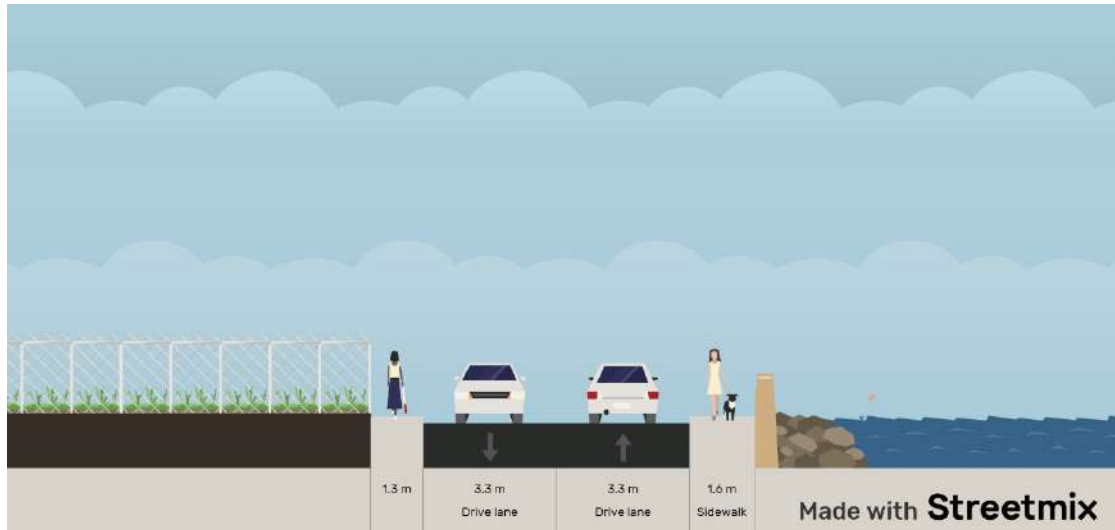 1.3 m
3.3 m
Drive lane
3.3 m
Drive lane
1.6 m
Sidewalk
Made with Streetmix